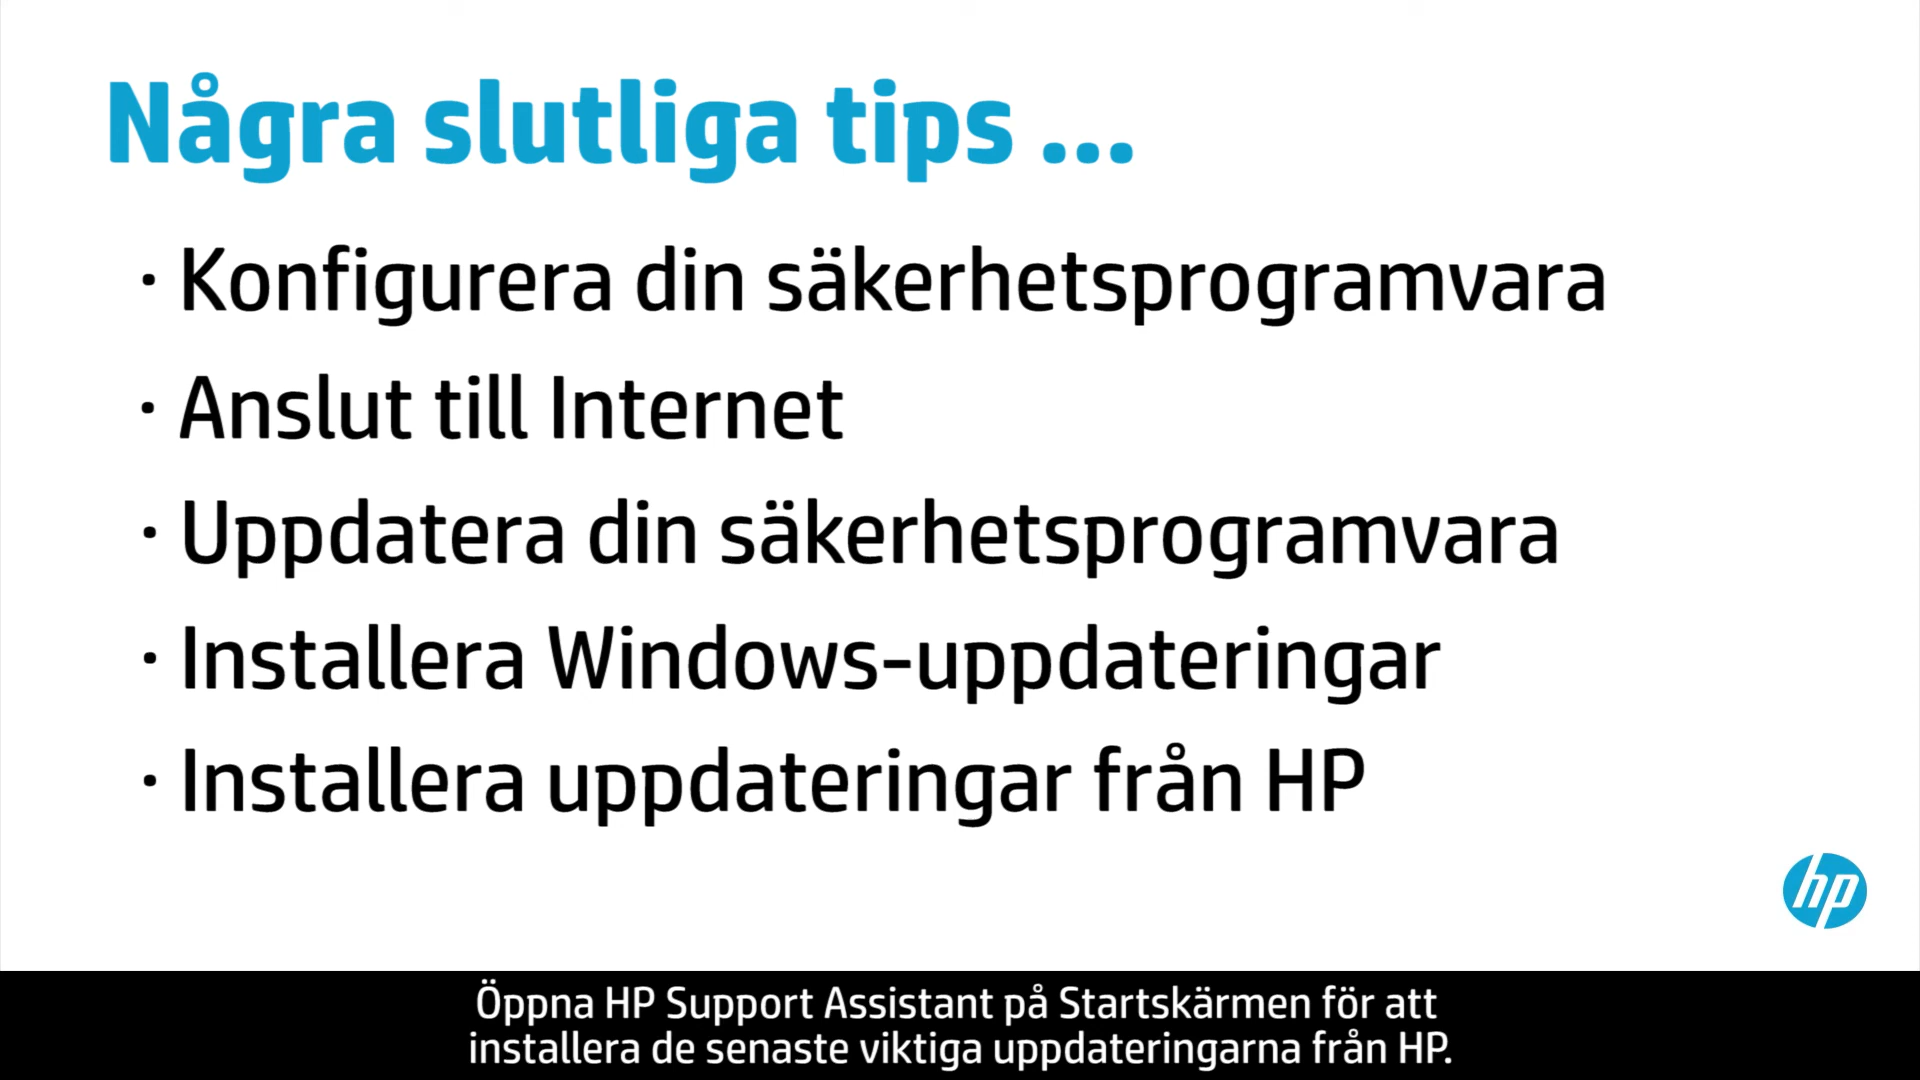 Några slutliga tips ...
· Konfigurera din säkerhetsprogramvara
· Anslut till Internet
· Uppdatera din säkerhetsprogramvara
· Installera Windows-uppdateringar
· Installera uppdateringar från HP
hp
Öppna HP Support Assistant på Startskärmen för att
installera de senaste viktiga uppdateringarna från HP.